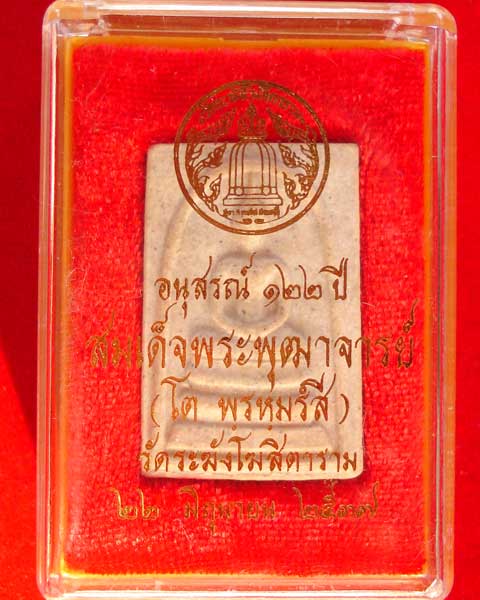 อนุสรณ์ ๑๒๒ ปี
สมเด็จพระพุฒาจารย์
(โต พรหมรํสี)
วัดระฆังโฆสิตาราม
๒๒ มิถุนายน ๒๕๓๗